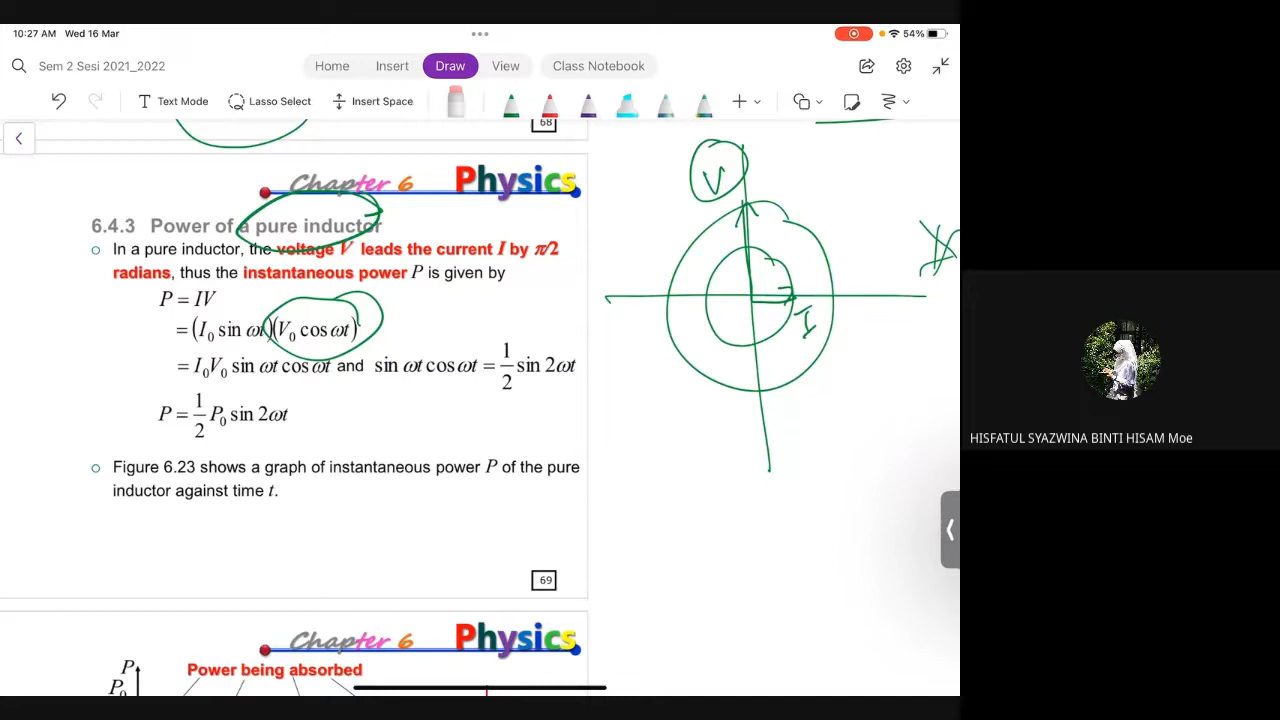 10:27 AM Wed 16 Mar
54%
Sem 2 Sesi 2021_2022
Home Insert Draw View Class Notebook
Text Mode Lasso Select Insert Space
68
Chapter 6 Physics
6.4.3 Power of a pure inductor
In a pure inductor, the voltage V leads the current I by π/2
radians, thus the instantaneous power P is given by
P = IV
= (I₀ sin ωt)(V₀ cos ωt)
= I₀V₀ sin ωt cos ωt and sin ωt cos ωt = 1/2 sin 2ωt
P = 1/2 P₀ sin 2ωt
Figure 6.23 shows a graph of instantaneous power P of the pure
inductor against time t.
69
V
I
Chapter 6 Physics
P
P₀
Power being absorbed
HISFATUL SYAZWINA BINTI HISAM Moe